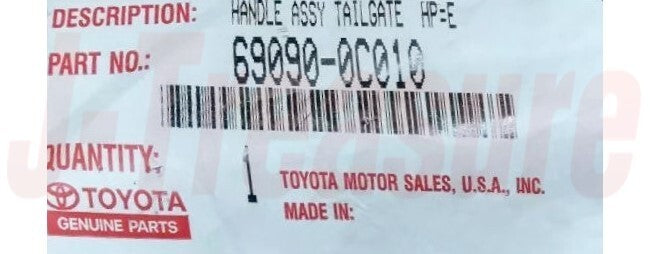 DESCRIPTION: HANDLE ASSY TAILGATE HP=E
PART NO.: 69090-0C010
QUANTITY: 1
TOYOTA
GENUINE PARTS
TOYOTA MOTOR SALES, U.S.A., INC.
MADE IN:
J-Treasure